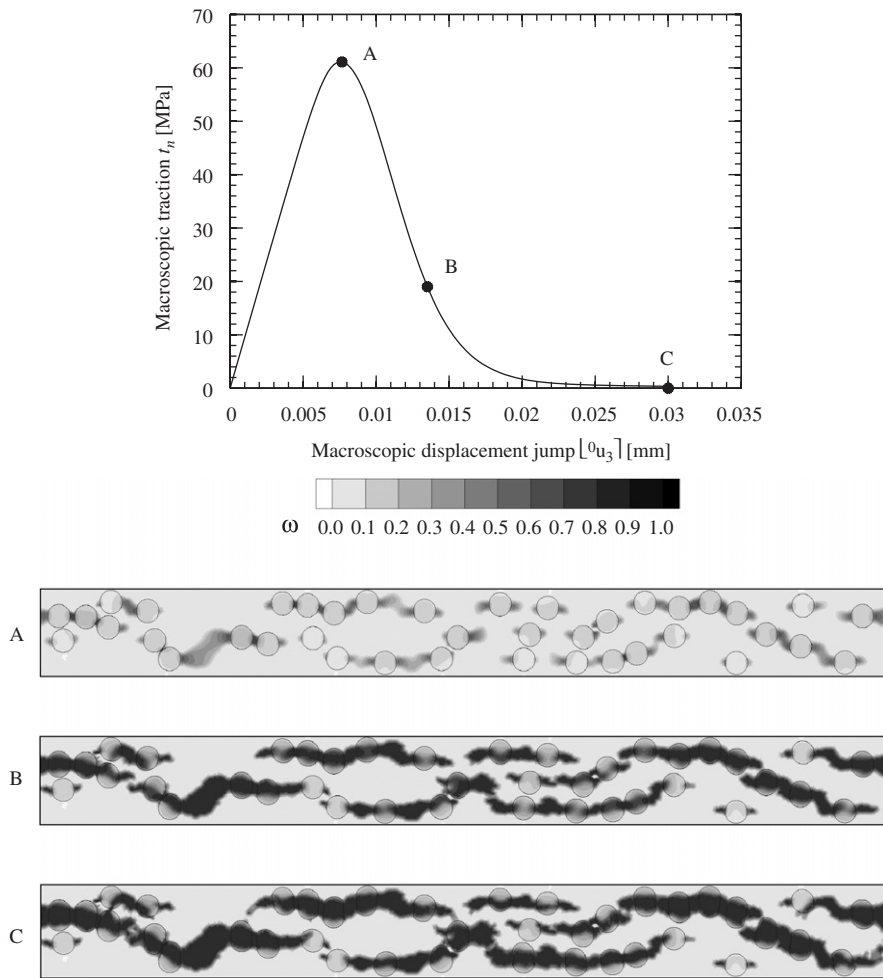 70
60
50
40
30
20
10
0
Macroscopic traction tₙ [MPa]
A
B
C
0 0.005 0.01 0.015 0.02 0.025 0.03 0.035
Macroscopic displacement jump ⌊⁰u₃⌉ [mm]
ω 0.0 0.1 0.2 0.3 0.4 0.5 0.6 0.7 0.8 0.9 1.0
A
B
C